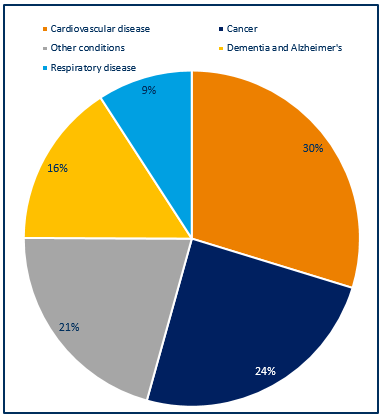 Cardiovascular disease Cancer
Other conditions Dementia and Alzheimer's
Respiratory disease
9%
30%
16%
21%
24%